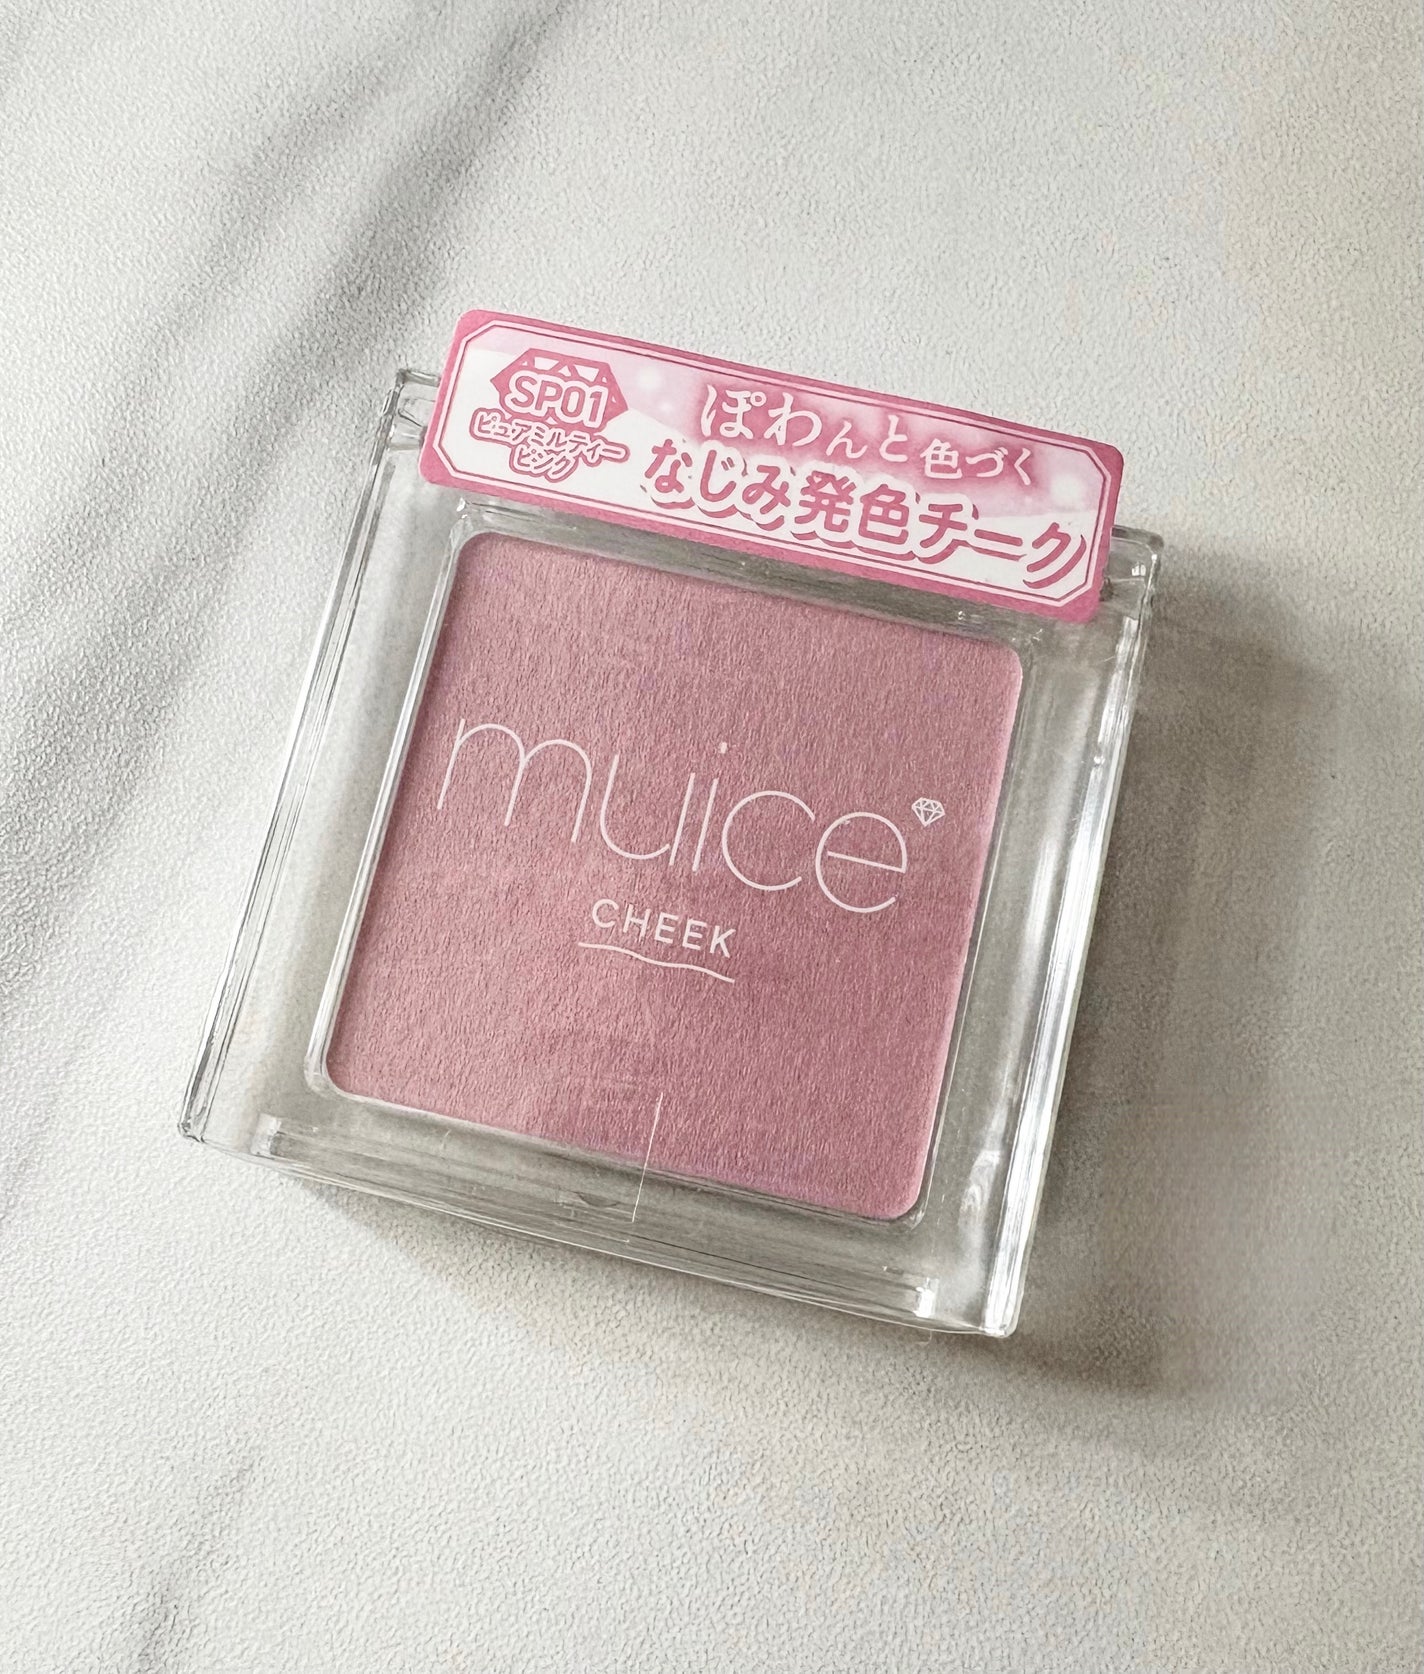 SP01
ピュアミルティー
ピンク
ぽわんと色づく
なじみ発色チーク
muice
CHEEK